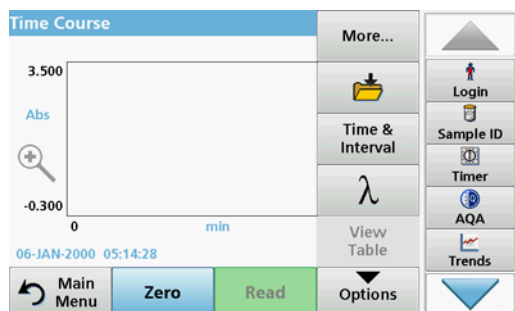 Time Course
More...
3.500
Abs
-0.300
0
min
06-JAN-2000 05:14:28
Time &
Interval
λ
View
Table
Main
Menu
Zero
Read
Options
Login
Sample ID
Timer
AQA
Trends